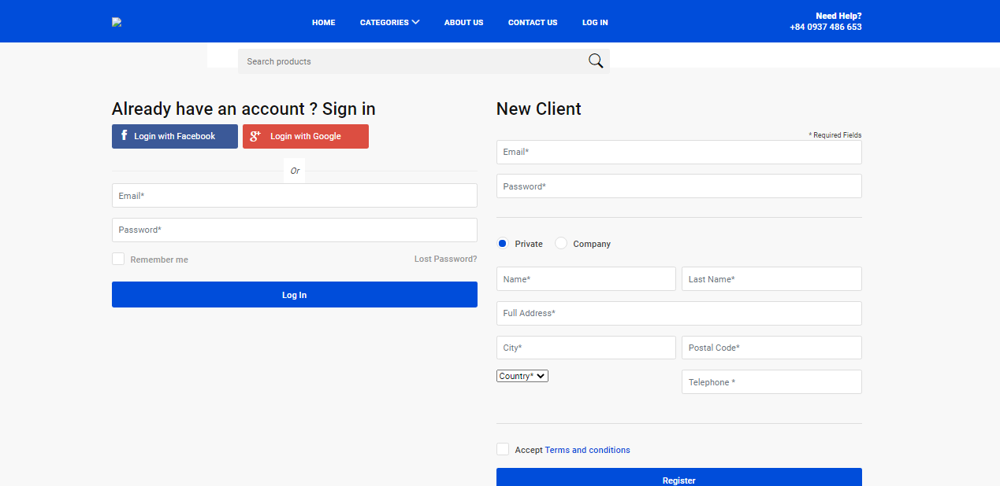 HOME CATEGORIES ABOUT US CONTACT US LOG IN
Need Help?
+84 0937 486 653
Search products
Already have an account ? Sign in
f Login with Facebook g+ Login with Google
Or
Email*
Password*
Remember me Lost Password?
Log In
New Client
* Required Fields
Email*
Password*
Private Company
Name* Last Name*
Full Address*
City* Postal Code*
Country* Telephone *
Accept Terms and conditions
Register